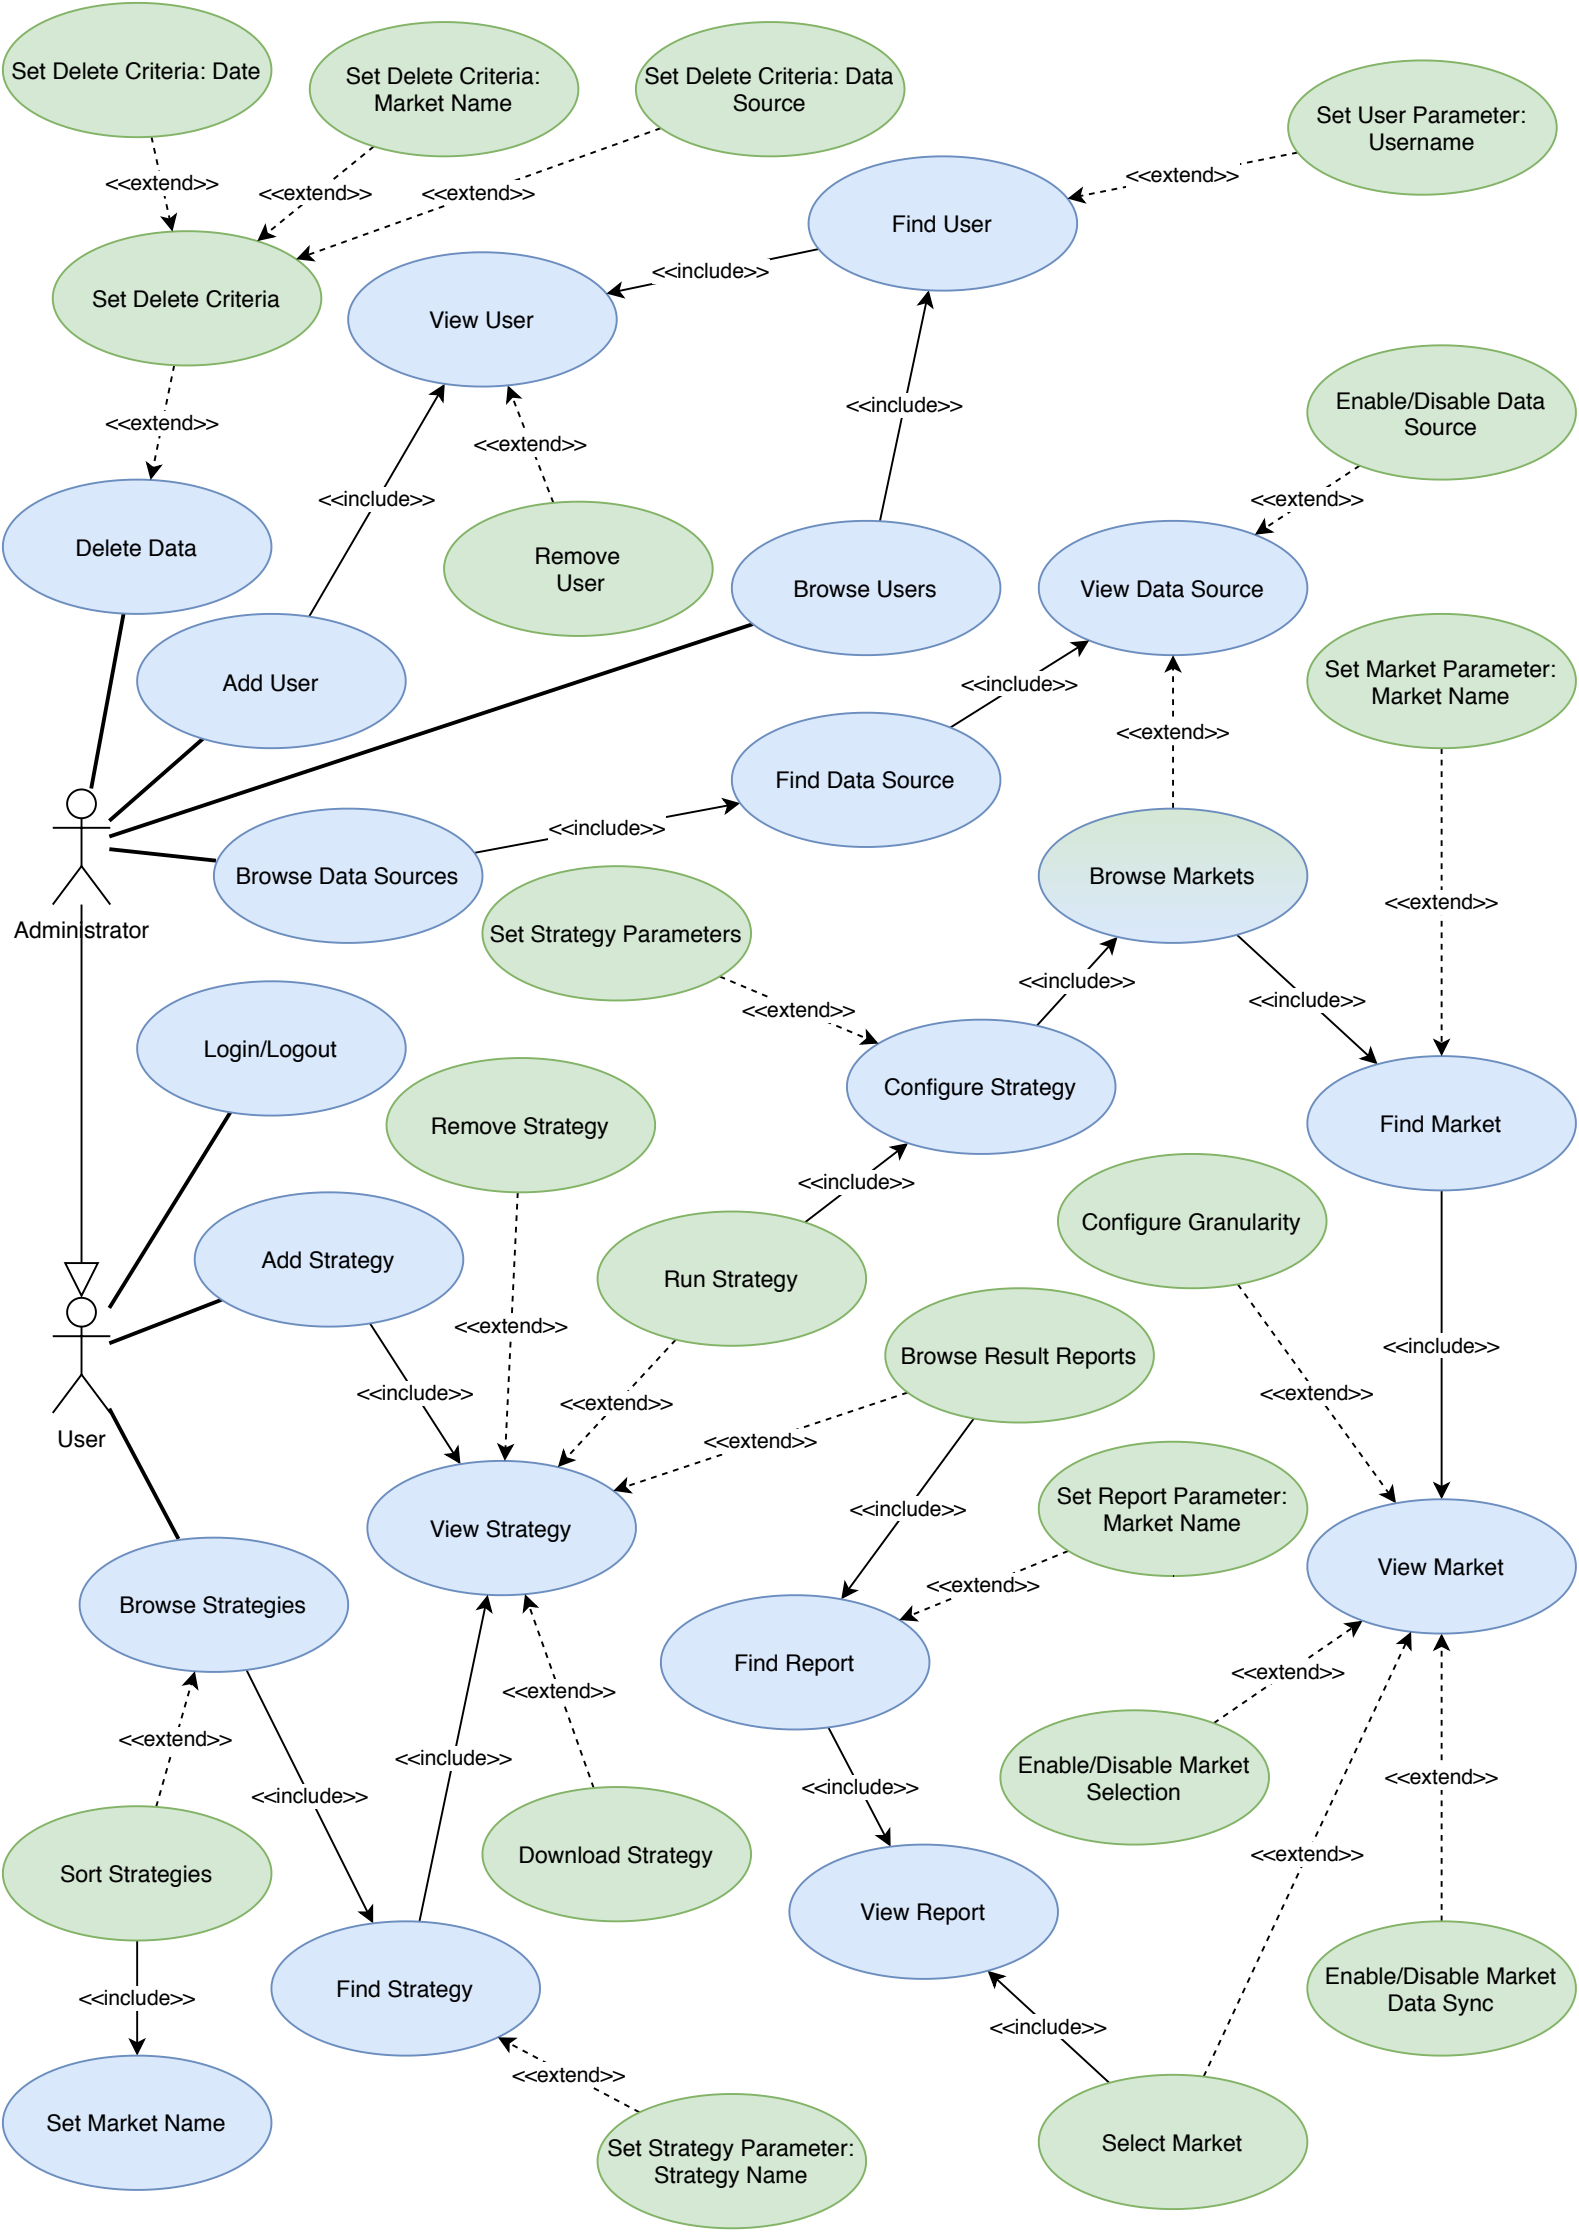 Set Delete Criteria: Date
Set Delete Criteria:
Market Name
Set Delete Criteria: Data
Source
Set User Parameter:
Username
<<extend>>
<<extend>>
<<extend>>
<<extend>>
Find User
<<include>>
Set Delete Criteria
View User
<<include>>
Enable/Disable Data
Source
<<extend>>
<<extend>>
<<include>>
<<extend>>
Delete Data
Remove
User
Browse Users
View Data Source
Add User
<<include>>
Set Market Parameter:
Market Name
<<extend>>
Find Data Source
<<include>>
Browse Data Sources
Browse Markets
<<extend>>
Administrator
Set Strategy Parameters
<<include>>
<<extend>>
<<include>>
Login/Logout
Configure Strategy
Remove Strategy
Find Market
<<include>>
Configure Granularity
Add Strategy
Run Strategy
<<extend>>
<<include>>
Browse Result Reports
<<include>>
<<extend>>
<<extend>>
User
<<extend>>
Set Report Parameter:
Market Name
<<include>>
View Strategy
View Market
<<extend>>
Browse Strategies
Find Report
<<extend>>
<<extend>>
<<extend>>
<<include>>
Enable/Disable Market
Selection
<<extend>>
<<include>>
<<include>>
Download Strategy
<<extend>>
Sort Strategies
View Report
Find Strategy
Enable/Disable Market
Data Sync
<<include>>
<<include>>
<<extend>>
Set Market Name
Select Market
Set Strategy Parameter:
Strategy Name